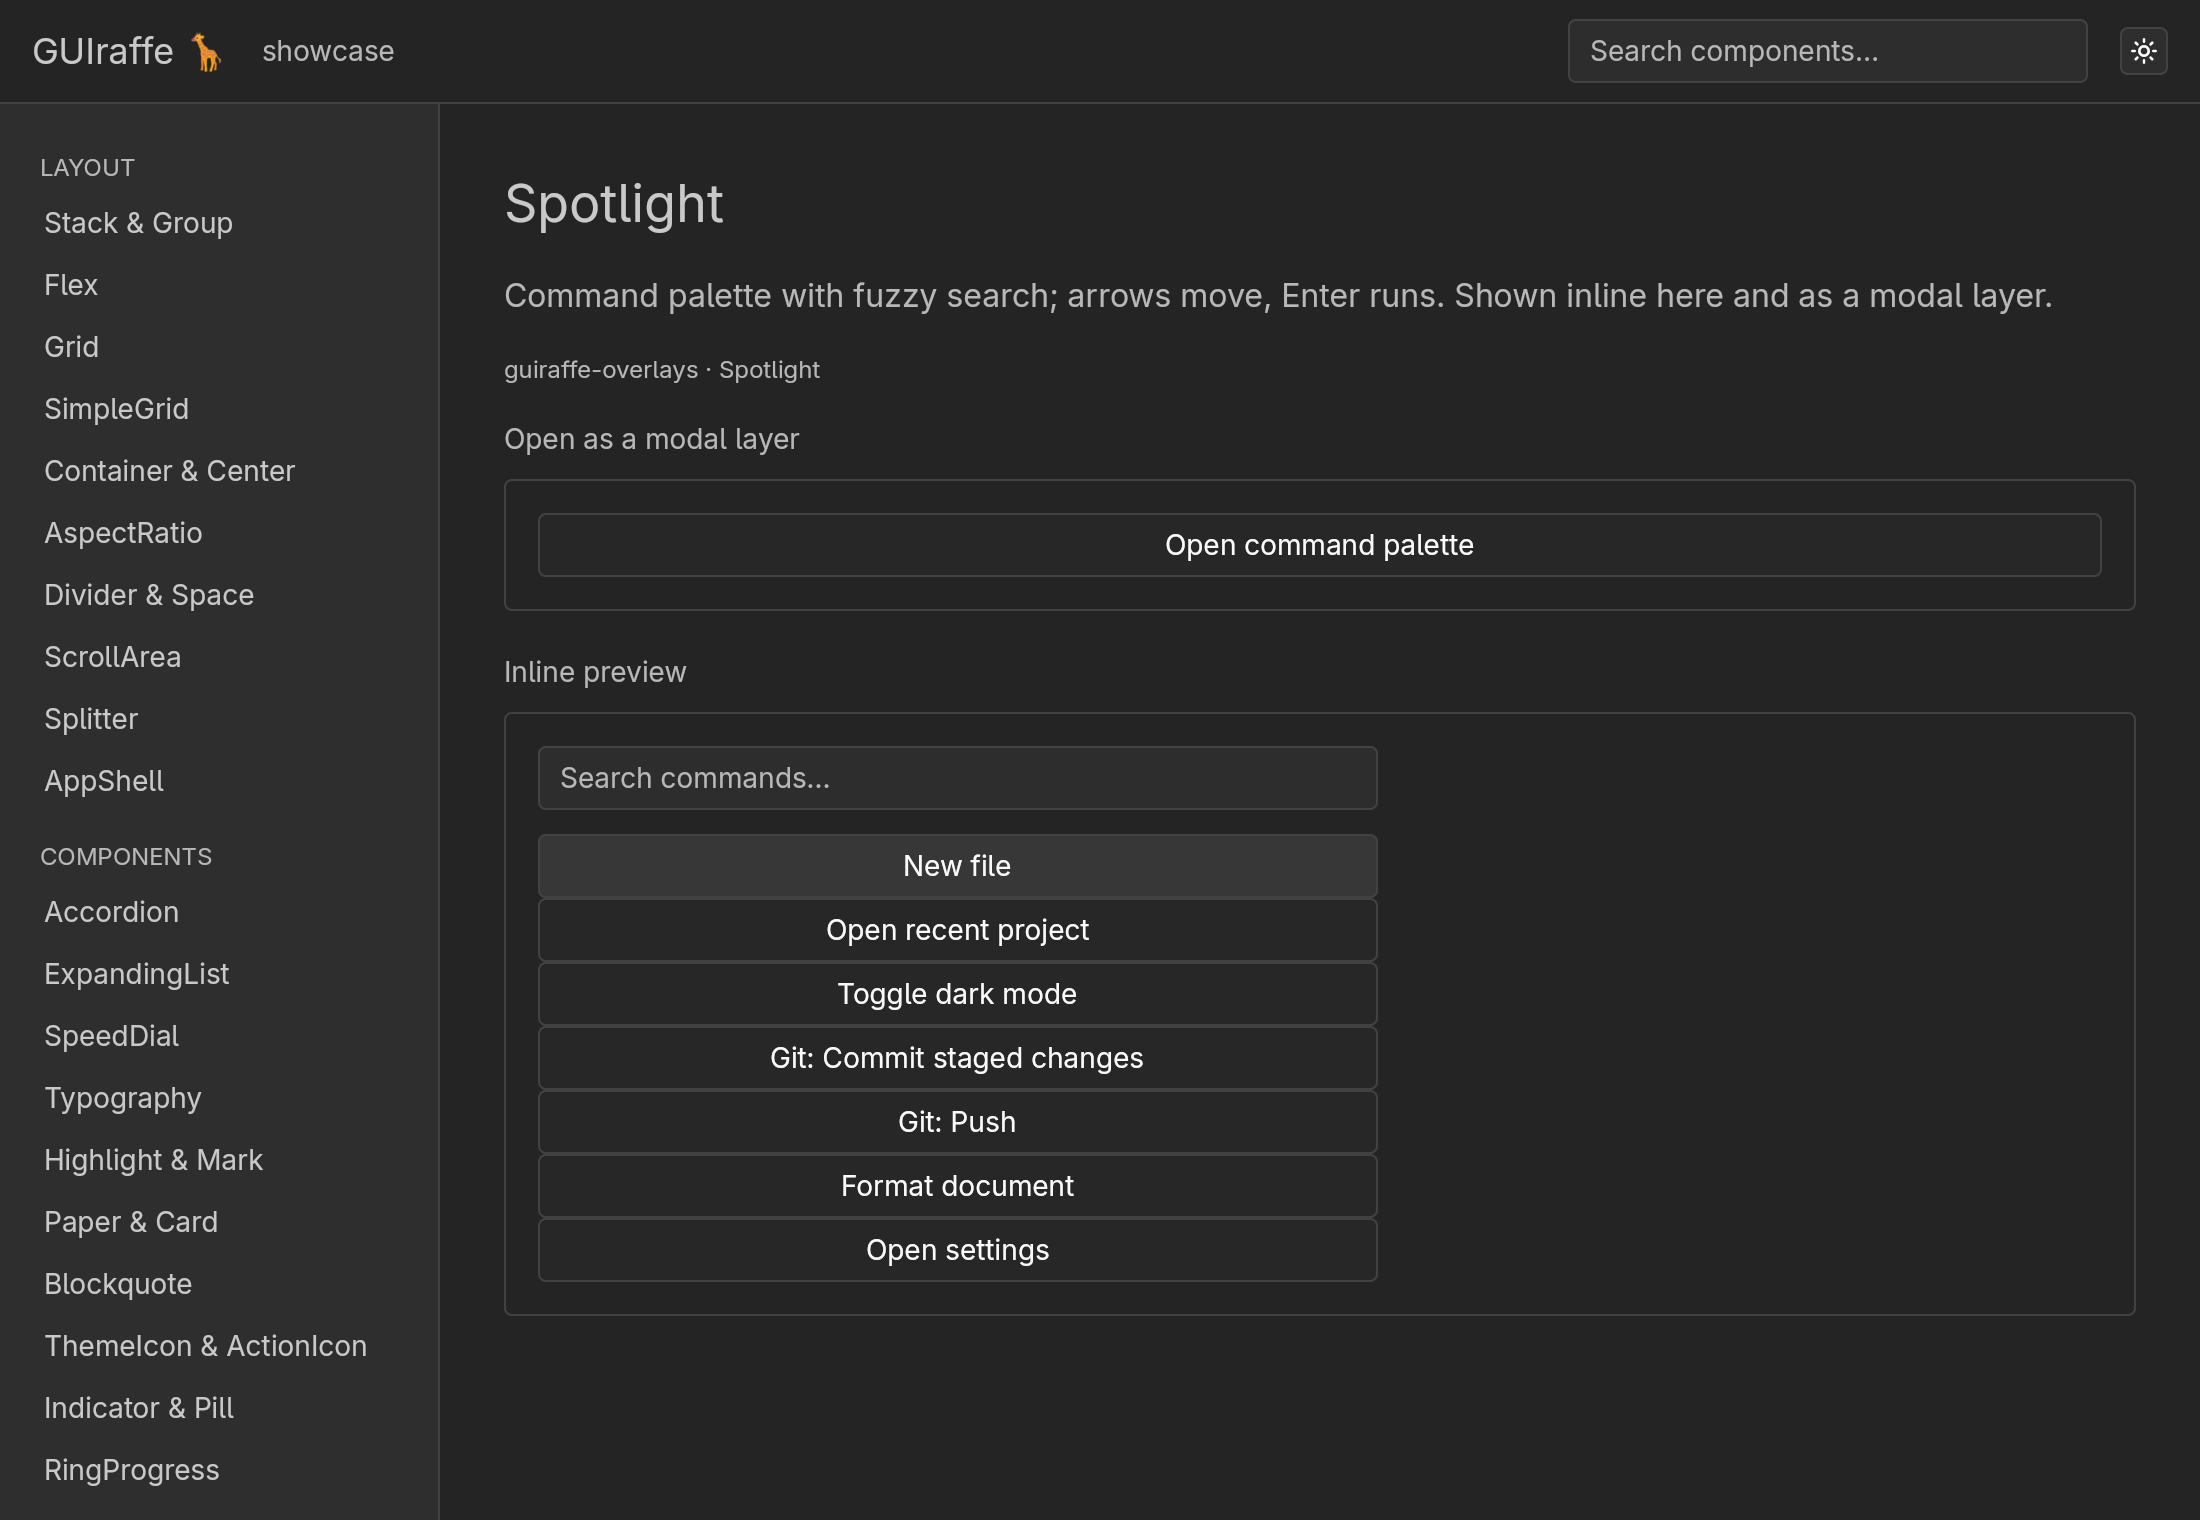 GUIraffe 🦒 showcase
Search components...
LAYOUT
Stack & Group
Flex
Grid
SimpleGrid
Container & Center
AspectRatio
Divider & Space
ScrollArea
Splitter
AppShell
COMPONENTS
Accordion
ExpandingList
SpeedDial
Typography
Highlight & Mark
Paper & Card
Blockquote
ThemeIcon & ActionIcon
Indicator & Pill
RingProgress
Spotlight
Command palette with fuzzy search; arrows move, Enter runs. Shown inline here and as a modal layer.
guiraffe-overlays · Spotlight
Open as a modal layer
Open command palette
Inline preview
Search commands...
New file
Open recent project
Toggle dark mode
Git: Commit staged changes
Git: Push
Format document
Open settings